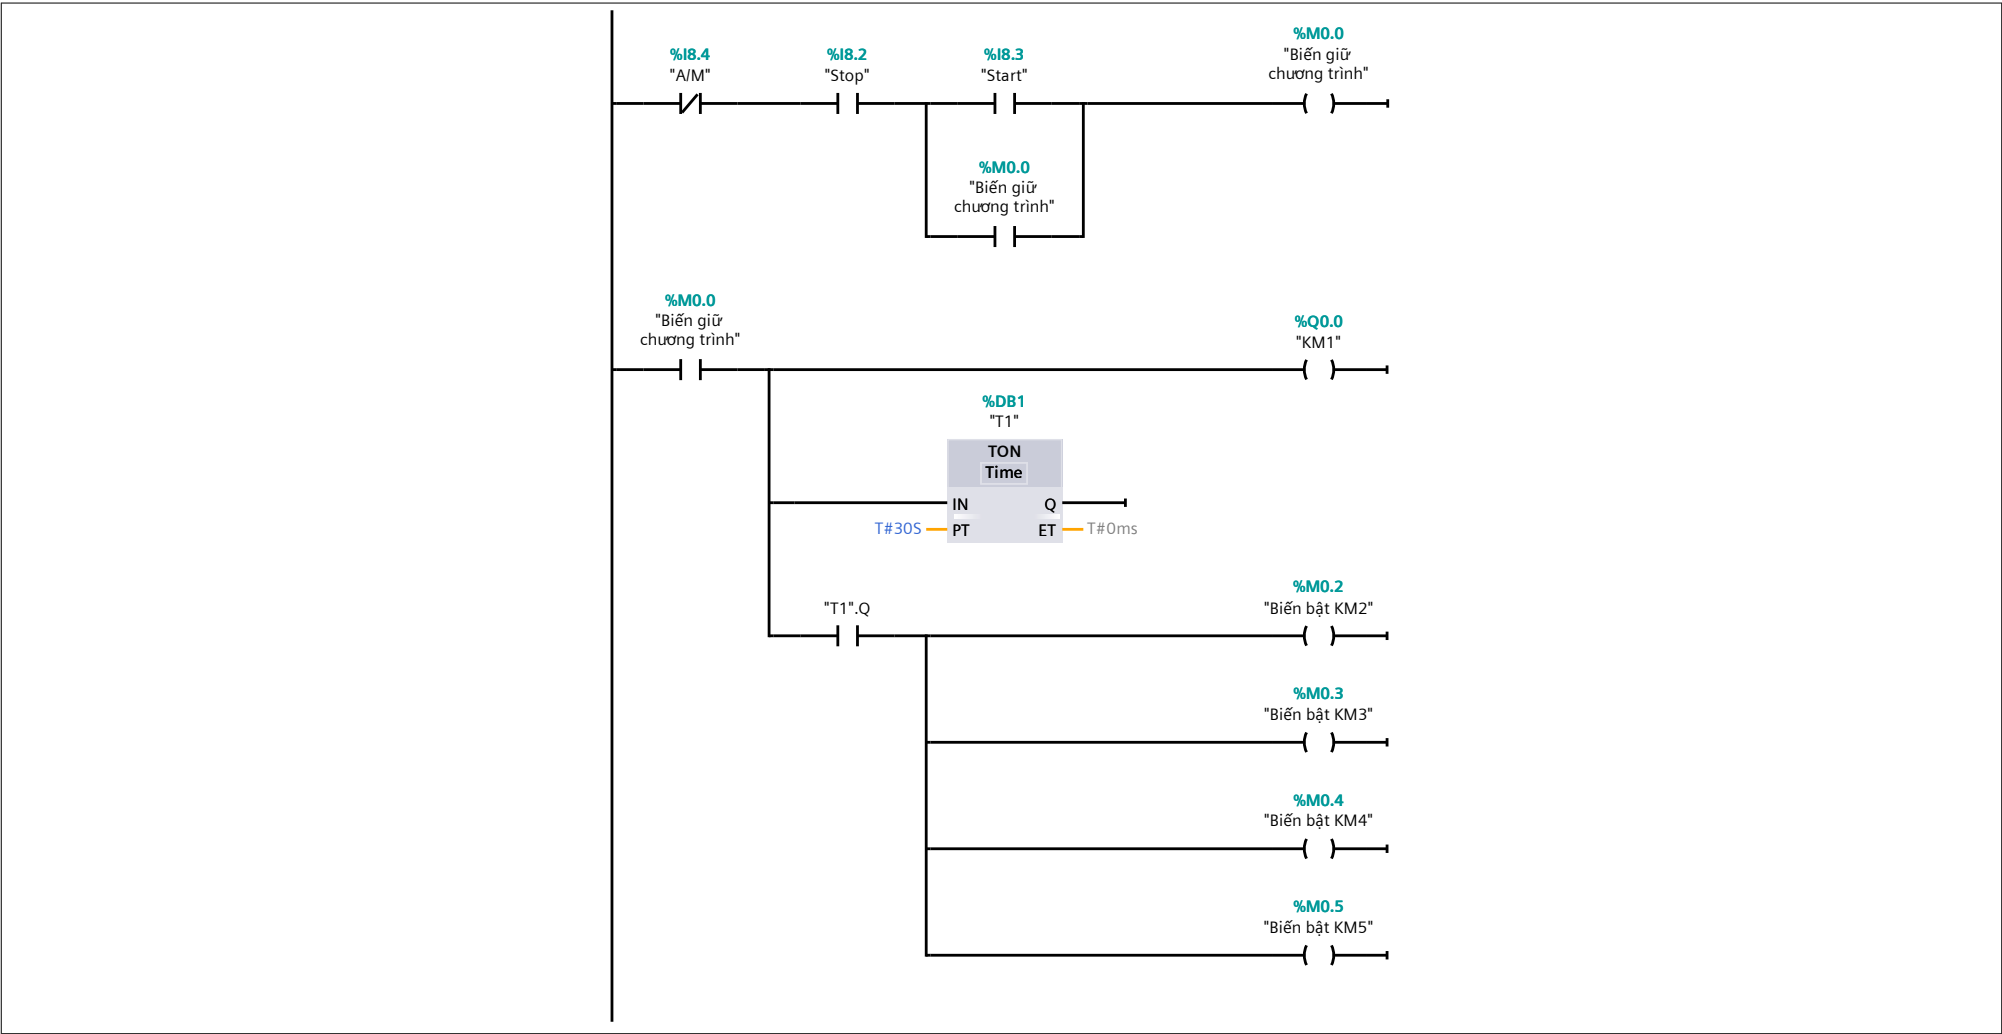 %M0.0
"Biến giữ
chương trình"
%I8.4
"A/M"
%I8.2
"Stop"
%I8.3
"Start"
%M0.0
"Biến giữ
chương trình"
%M0.0
"Biến giữ
chương trình"
%Q0.0
"KM1"
%DB1
"T1"
TON
Time
IN Q
T#30S PT ET T#0ms
"T1".Q
%M0.2
"Biến bật KM2"
%M0.3
"Biến bật KM3"
%M0.4
"Biến bật KM4"
%M0.5
"Biến bật KM5"